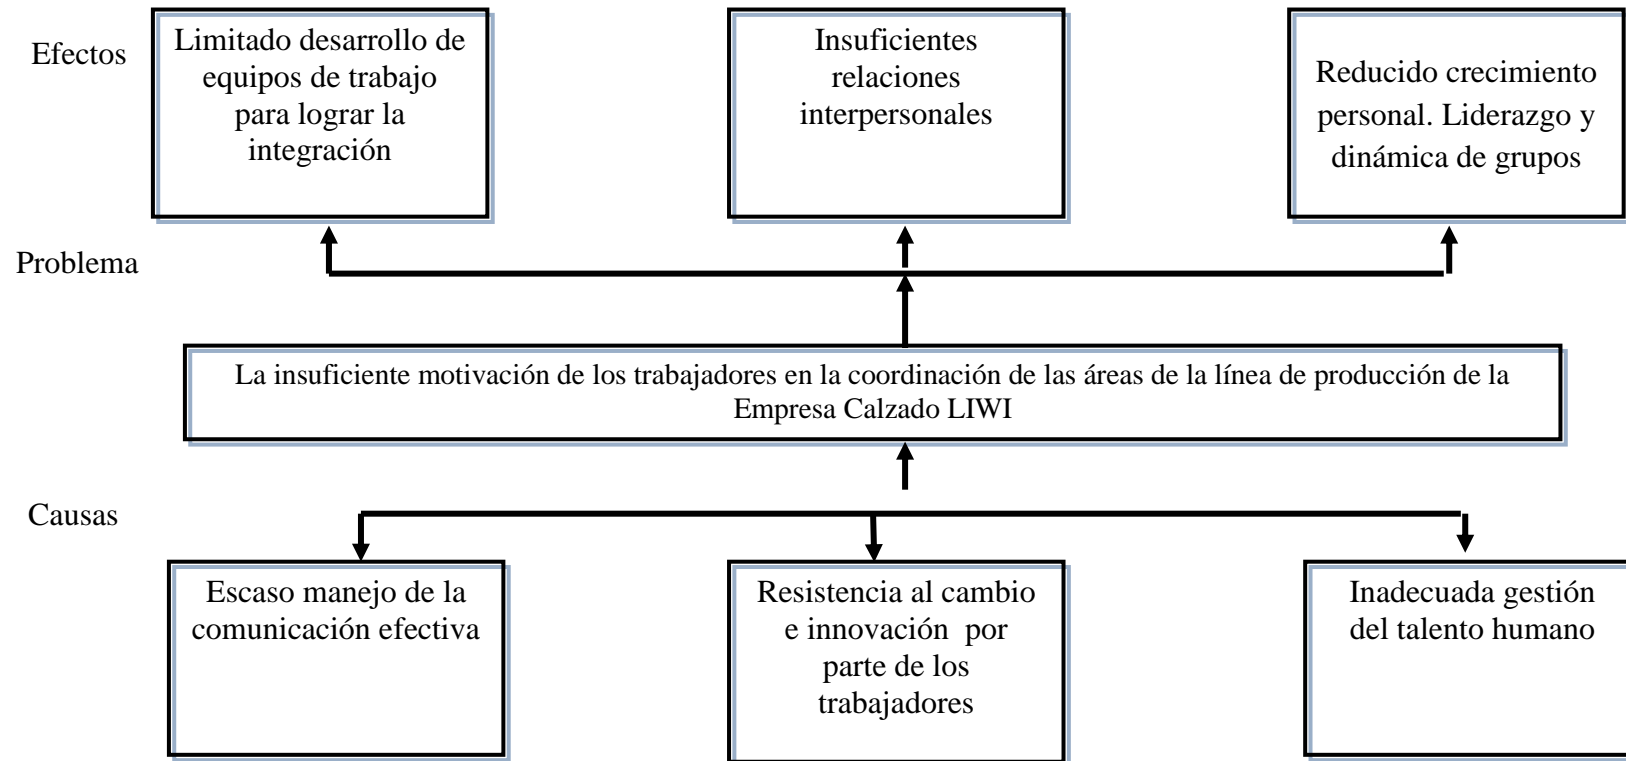 Efectos
Limitado desarrollo de
equipos de trabajo
para lograr la
integración
Insuficientes
relaciones
interpersonales
Reducido crecimiento
personal. Liderazgo y
dinámica de grupos
Problema
La insuficiente motivación de los trabajadores en la coordinación de las áreas de la línea de producción de la
Empresa Calzado LIWI
Causas
Escaso manejo de la
comunicación efectiva
Resistencia al cambio
e innovación por
parte de los
trabajadores
Inadecuada gestión
del talento humano